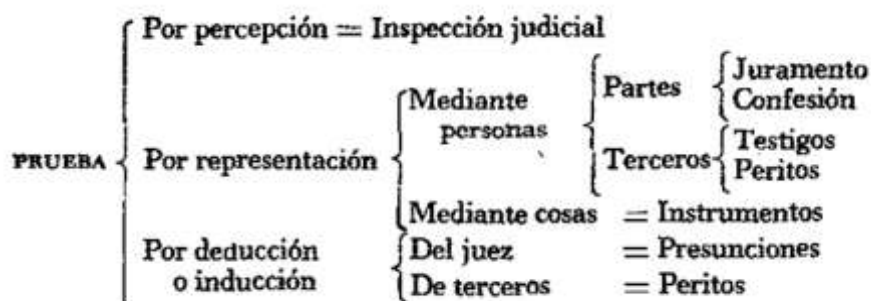 Por percepción = Inspección judicial
Mediante personas
Partes
Juramento
Confesión
PRUEBA
Por representación
Terceros
Testigos
Peritos
Mediante cosas = Instrumentos
Por deducción
o inducción
Del juez = Presunciones
De terceros = Peritos